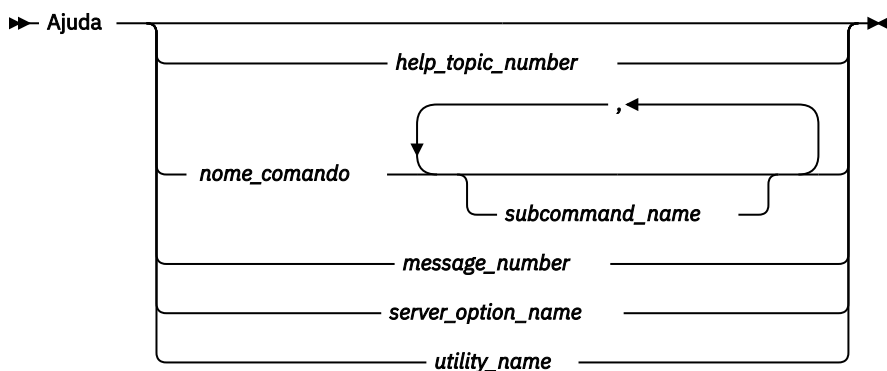 Ajuda
help_topic_number
,
nome_comando
subcommand_name
message_number
server_option_name
utility_name